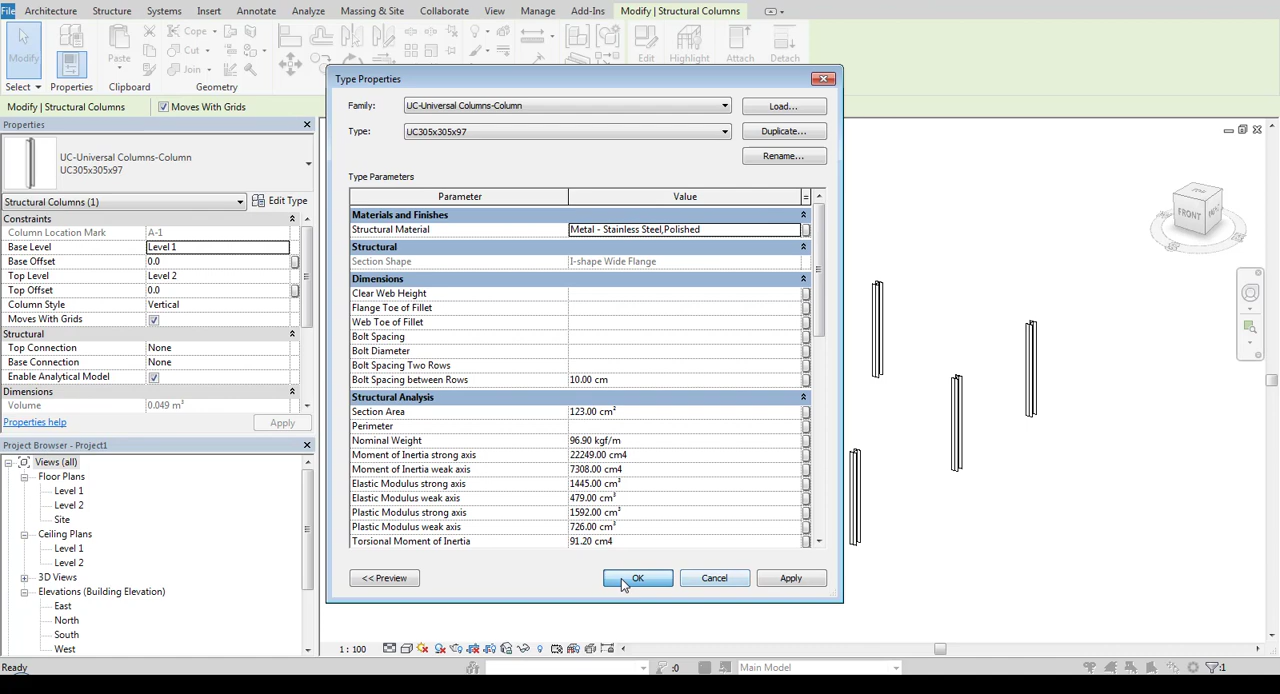 File Architecture Structure Systems Insert Annotate Analyze Massing & Site Collaborate View Manage Add-Ins Modify | Structural Columns
Modify Paste Cope Cut Join Edit Highlight Attach Detach
Select Properties Clipboard Geometry
Modify | Structural Columns Moves With Grids
Properties
UC-Universal Columns-Column
UC305x305x97
Structural Columns (1) Edit Type
Constraints
Column Location Mark A-1
Base Level Level 1
Base Offset 0.0
Top Level Level 2
Top Offset 0.0
Column Style Vertical
Moves With Grids
Structural
Top Connection None
Base Connection None
Enable Analytical Model
Dimensions
Volume 0.049 m³
Properties help Apply
Project Browser - Project1
Views (all)
Floor Plans
Level 1
Level 2
Site
Ceiling Plans
Level 1
Level 2
3D Views
Elevations (Building Elevation)
East
North
South
West
Type Properties
Family: UC-Universal Columns-Column Load...
Type: UC305x305x97 Duplicate...
Rename...
Type Parameters
Parameter Value =
Materials and Finishes
Structural Material Metal - Stainless Steel,Polished
Structural
Section Shape I-shape Wide Flange
Dimensions
Clear Web Height
Flange Toe of Fillet
Web Toe of Fillet
Bolt Spacing
Bolt Diameter
Bolt Spacing Two Rows
Bolt Spacing between Rows 10.00 cm
Structural Analysis
Section Area 123.00 cm²
Perimeter
Nominal Weight 96.90 kgf/m
Moment of Inertia strong axis 22249.00 cm4
Moment of Inertia weak axis 7308.00 cm4
Elastic Modulus strong axis 1445.00 cm³
Elastic Modulus weak axis 479.00 cm³
Plastic Modulus strong axis 1592.00 cm³
Plastic Modulus weak axis 726.00 cm³
Torsional Moment of Inertia 91.20 cm4
<< Preview OK Cancel Apply
FRONT
1 : 100
Ready :0 Main Model :1